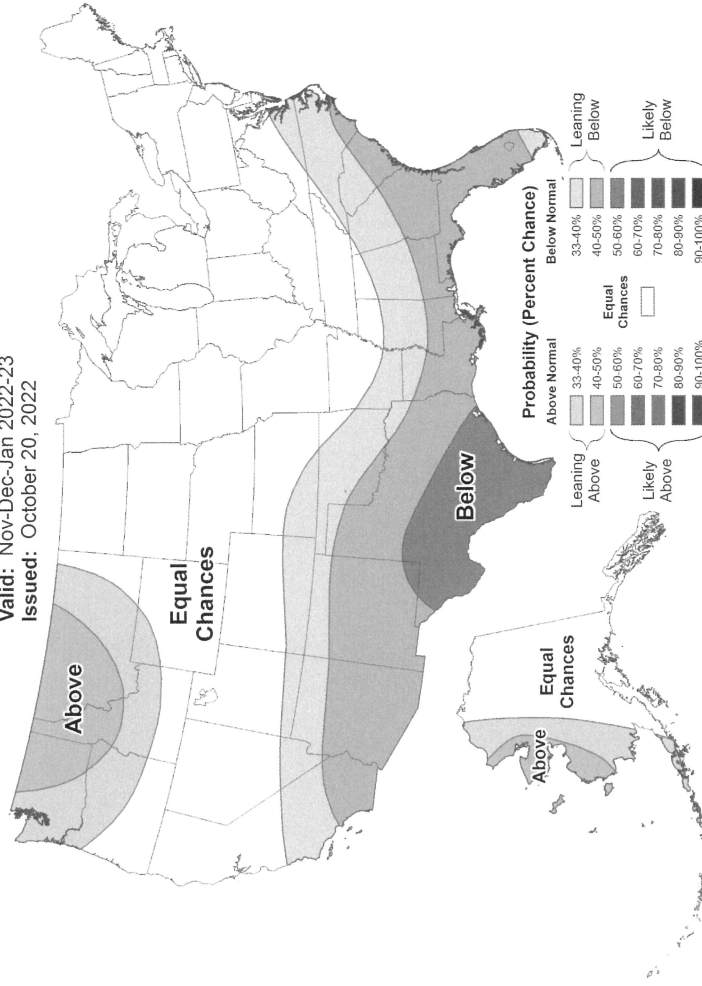 Valid: Nov-Dec-Jan 2022-23
Issued: October 20, 2022
Above
Equal
Chances
Below
Above
Equal
Chances
Probability (Percent Chance)
Above Normal
Below Normal
Leaning
Above
33-40%
40-50%
Likely
Above
50-60%
60-70%
70-80%
80-90%
90-100%
Equal
Chances
33-40%
40-50%
Leaning
Below
50-60%
60-70%
70-80%
80-90%
90-100%
Likely
Below